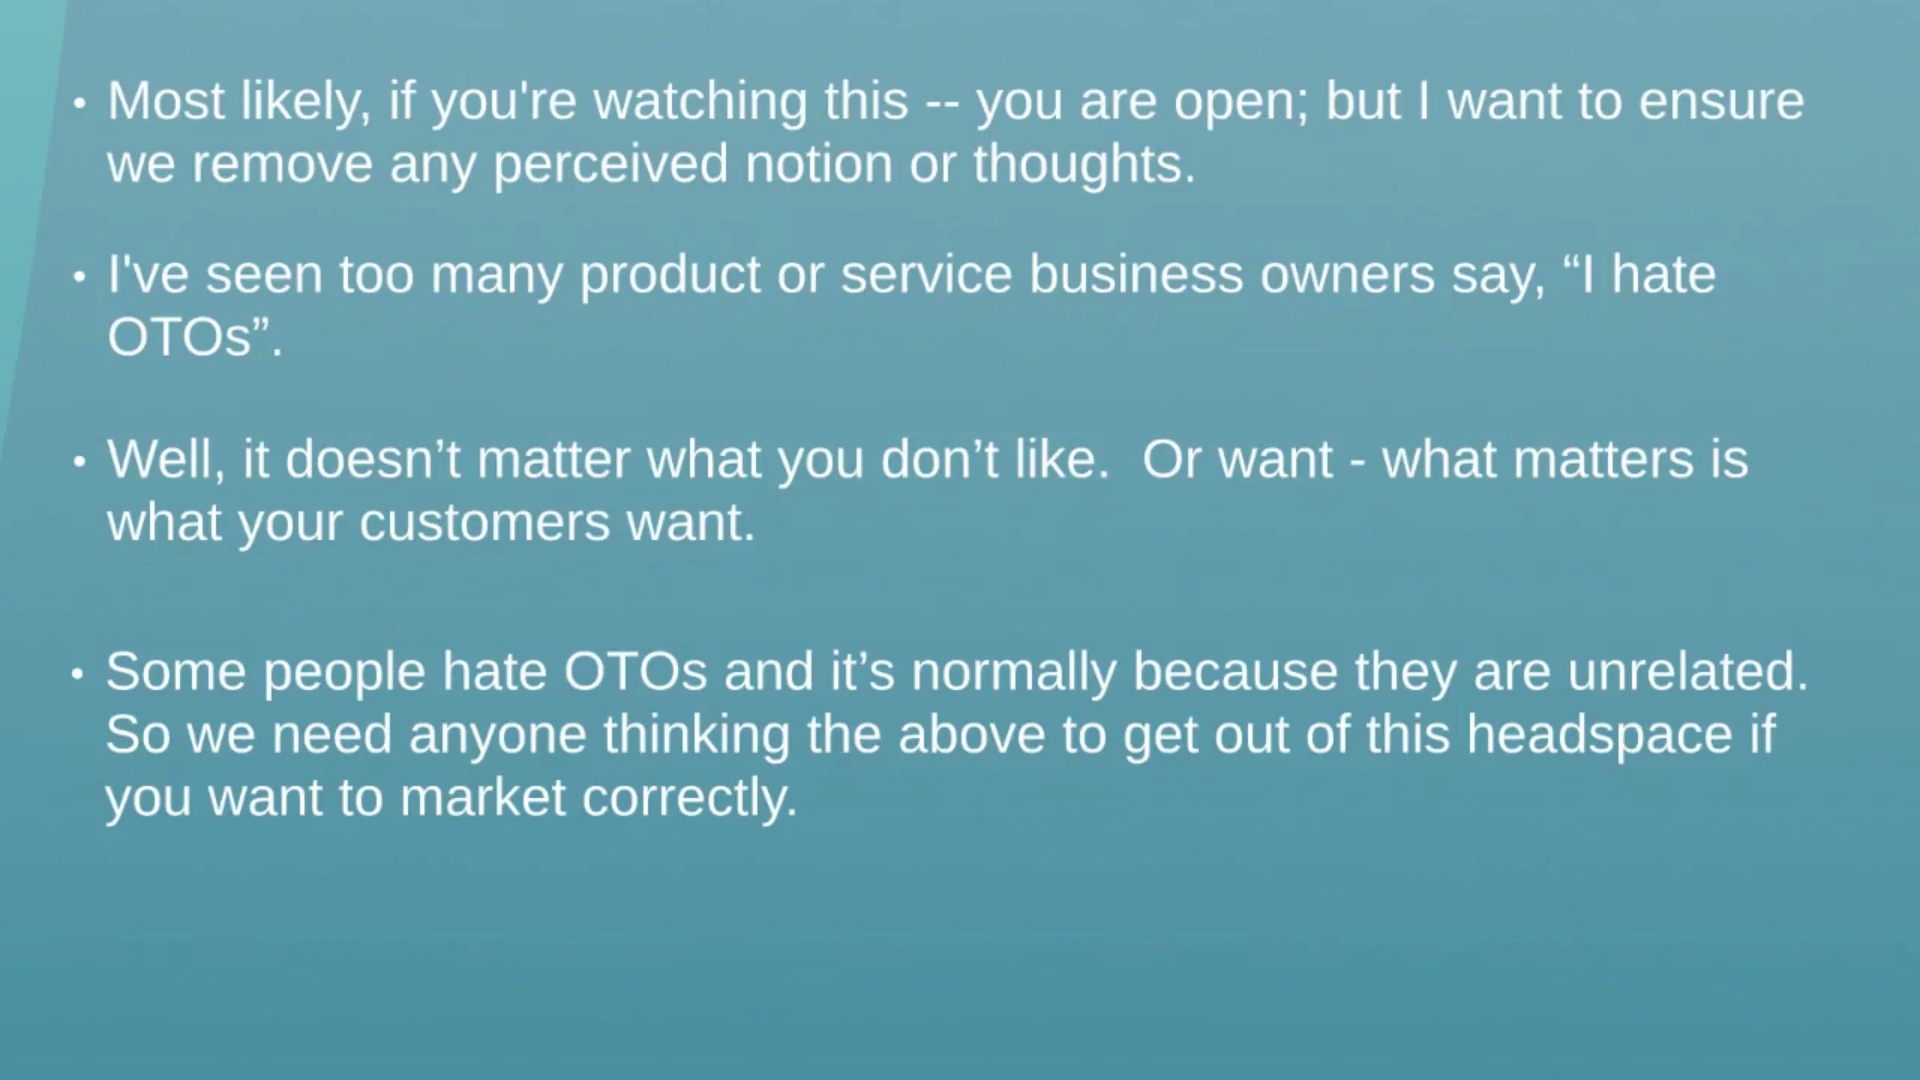 • Most likely, if you're watching this -- you are open; but I want to ensure
we remove any perceived notion or thoughts.
• I've seen too many product or service business owners say, “I hate
OTOs”.
• Well, it doesn’t matter what you don’t like.  Or want - what matters is
what your customers want.
• Some people hate OTOs and it’s normally because they are unrelated.
So we need anyone thinking the above to get out of this headspace if
you want to market correctly.